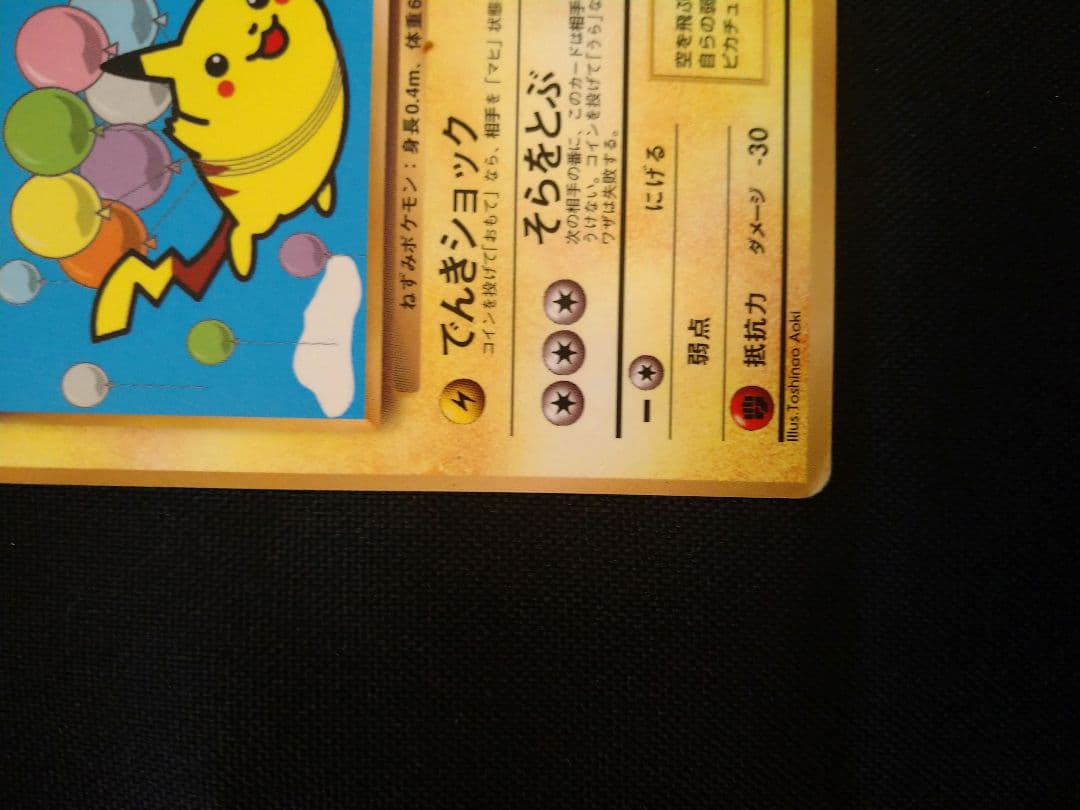 ねずみポケモン：身長0.4m、体重6
でんきショック
コインを投げて「おもて」なら、相手を「マヒ」状態
そらをとぶ
次の相手の番に、このカードは相手
うけない。コインを投げて「うら」な
ワザは失敗する。
にげる
弱点
抵抗力 ダメージ -30
空を飛ぶ
自らの弱
ピカチュ
Illus.Toshinao Aoki